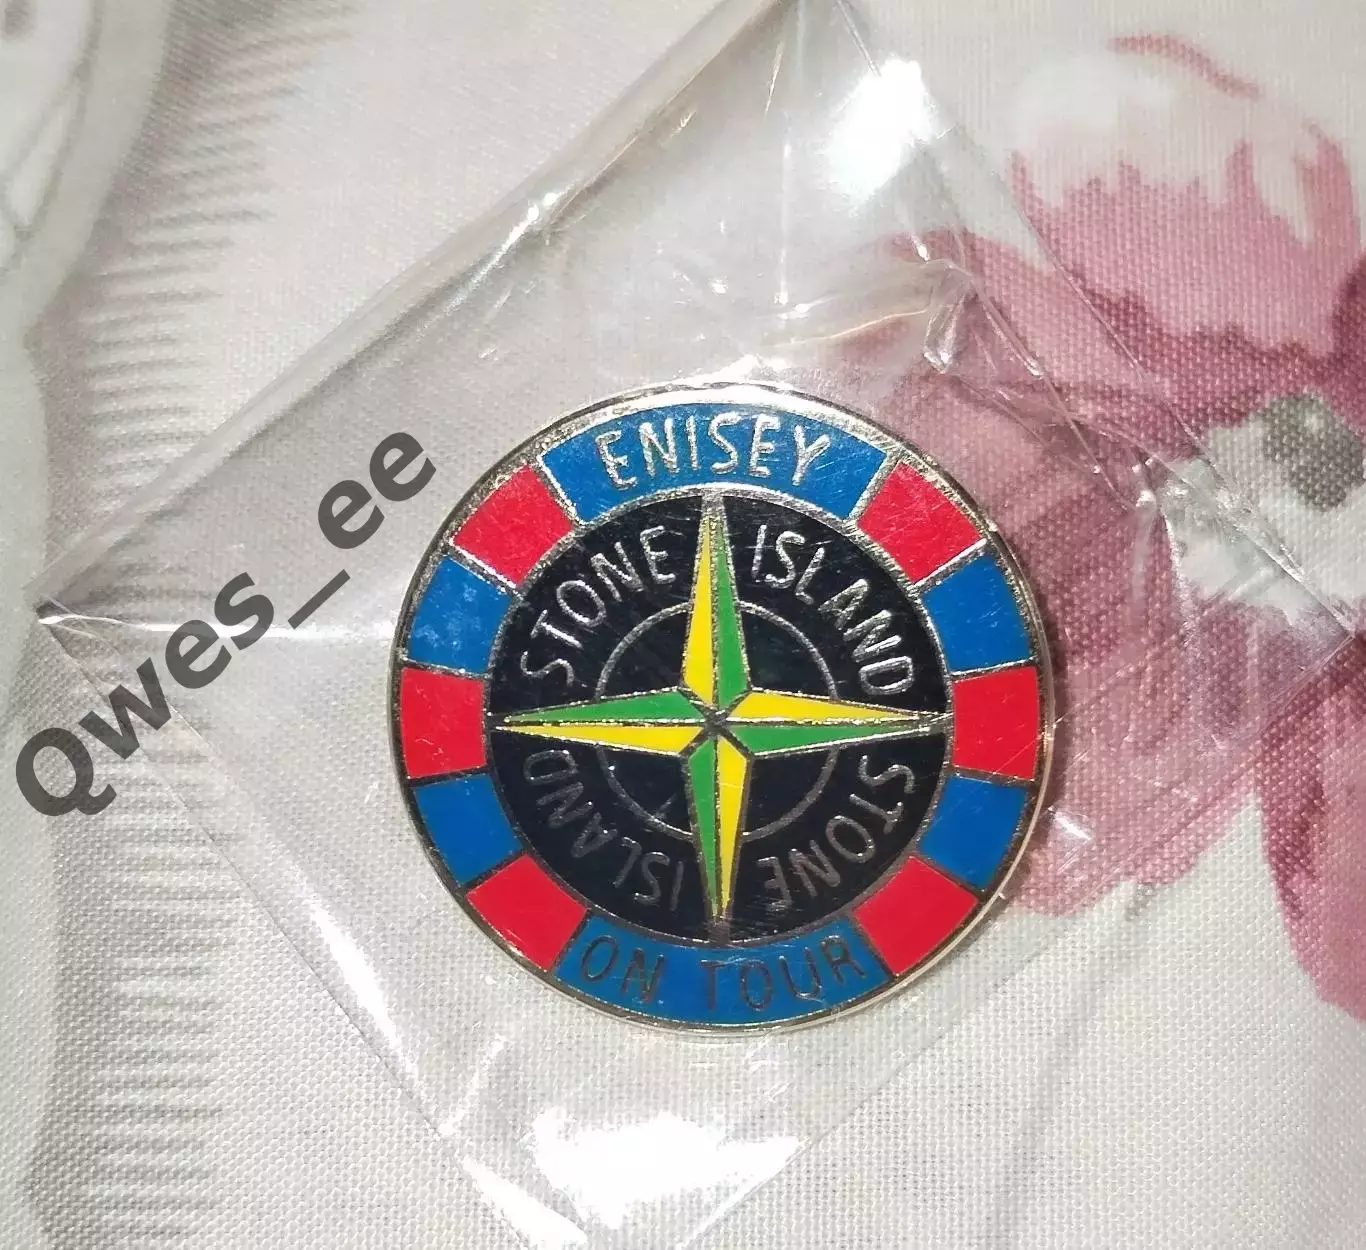 Qwes_ee
ENISEY
STONE ISLAND
STONE ISLAND
ON TOUR